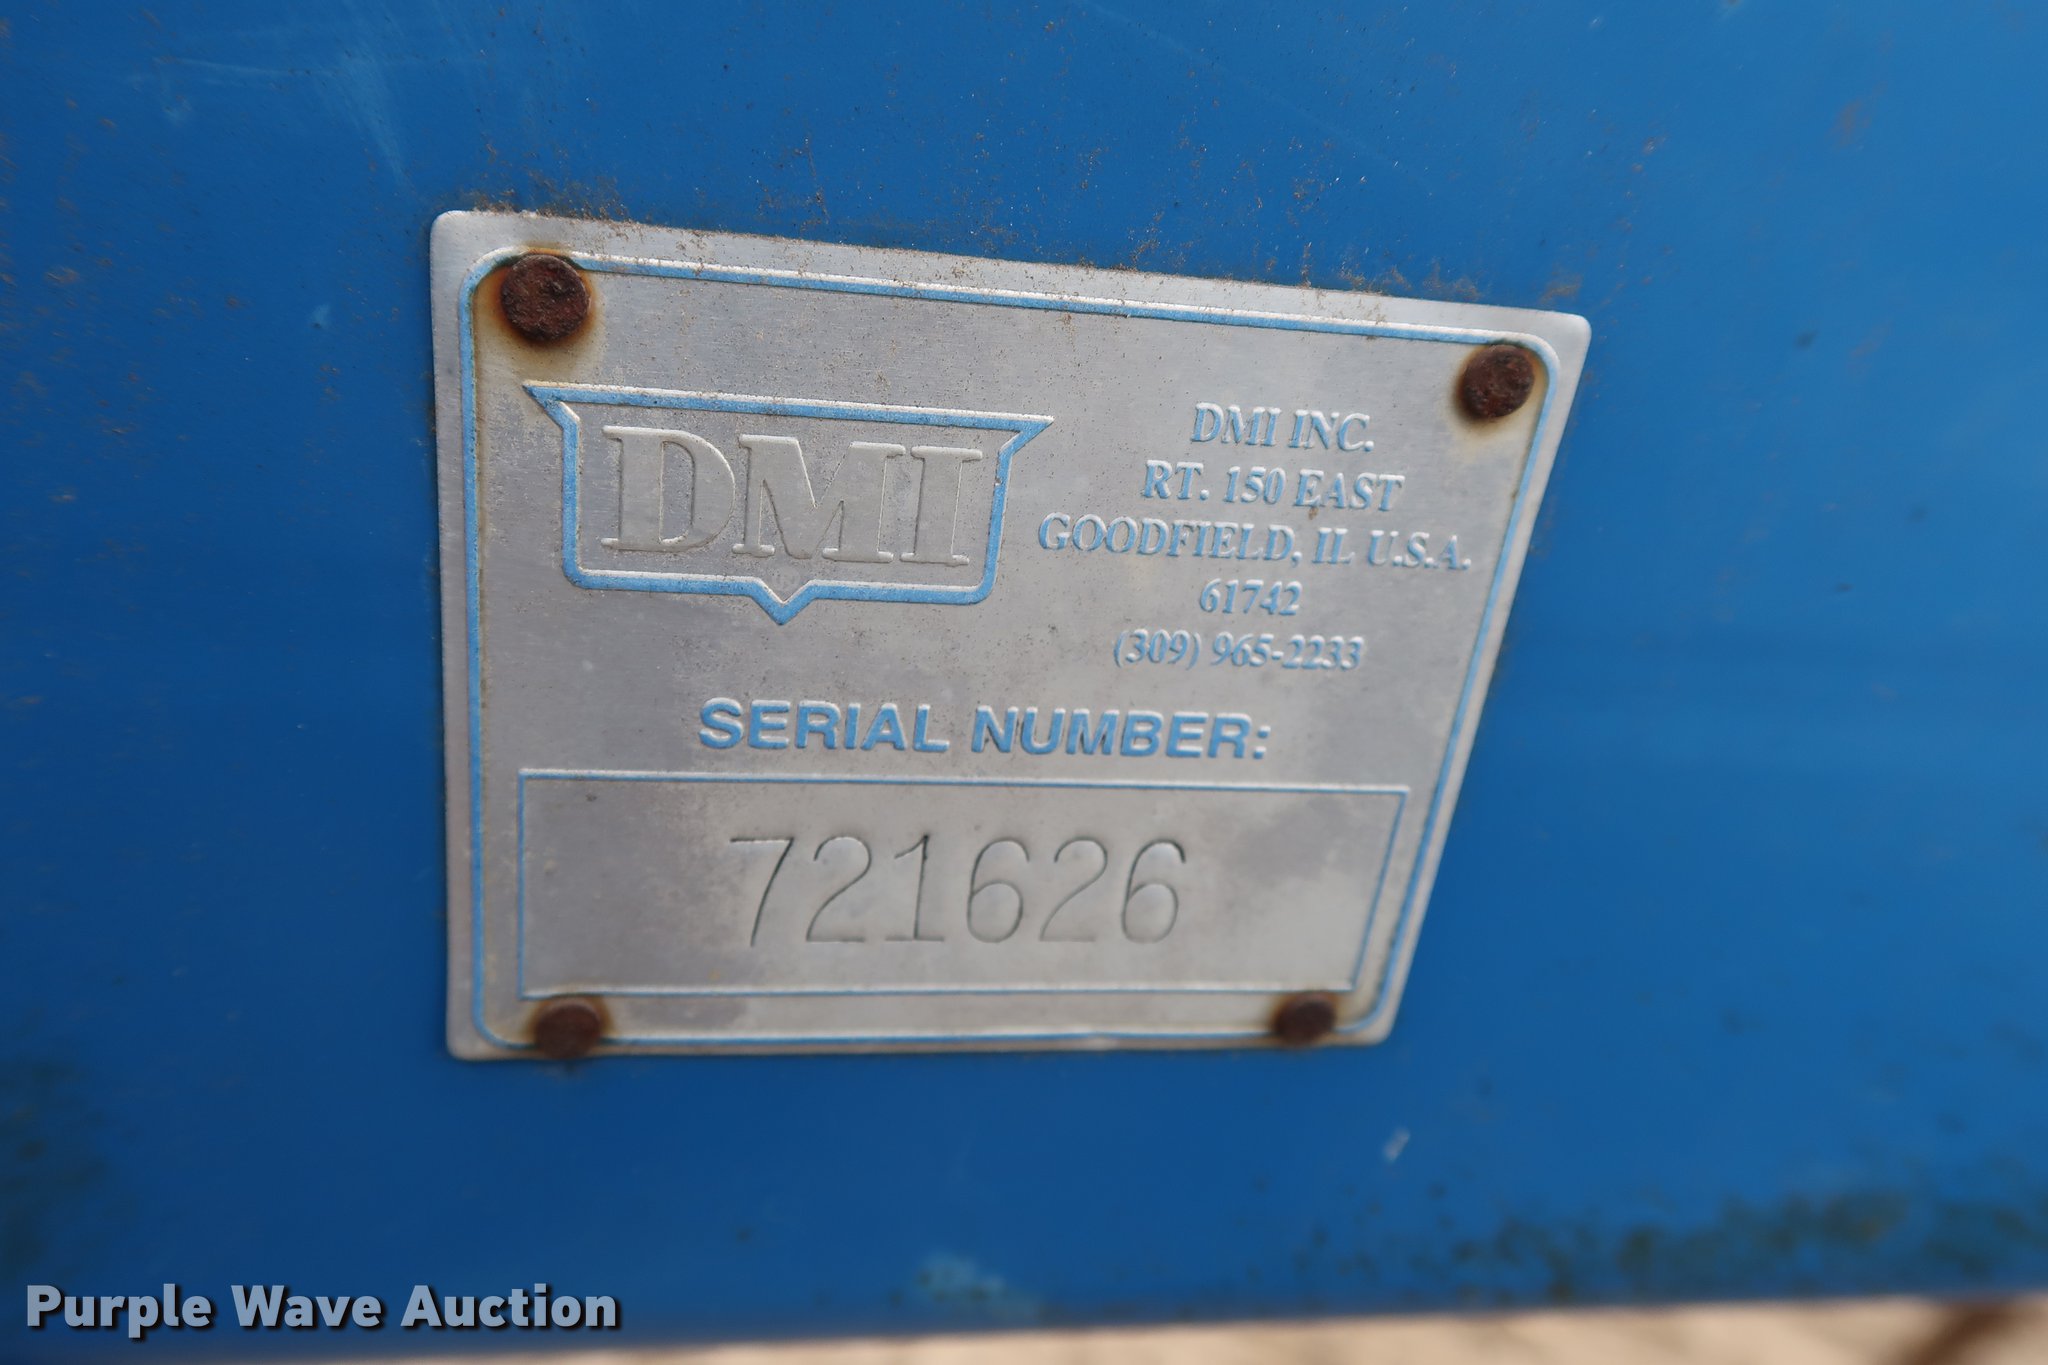 DMI
DMI INC.
RT. 150 EAST
GOODFIELD, IL U.S.A.
61742
(309) 965-2233
SERIAL NUMBER:
721626
Purple Wave Auction